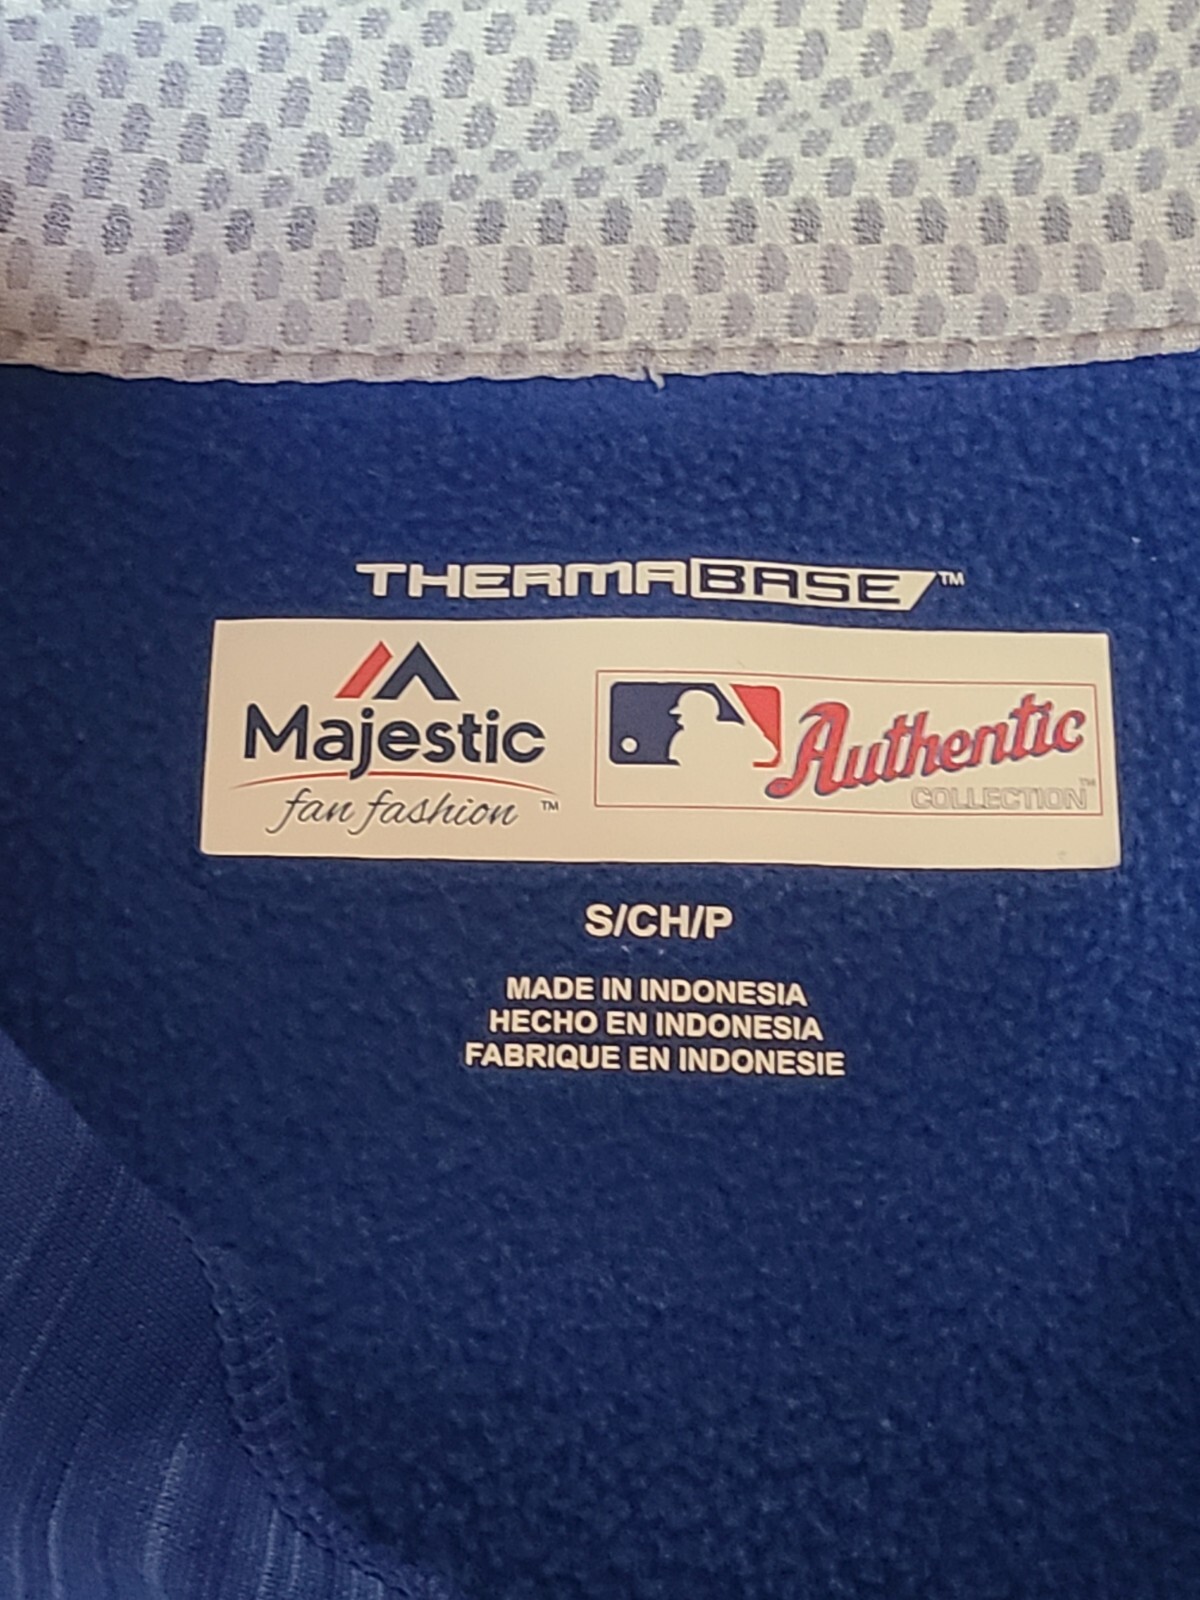 THERMABASE™
Majestic
fan fashion™
Authentic
COLLECTION™
S/CH/P
MADE IN INDONESIA
HECHO EN INDONESIA
FABRIQUE EN INDONESIE